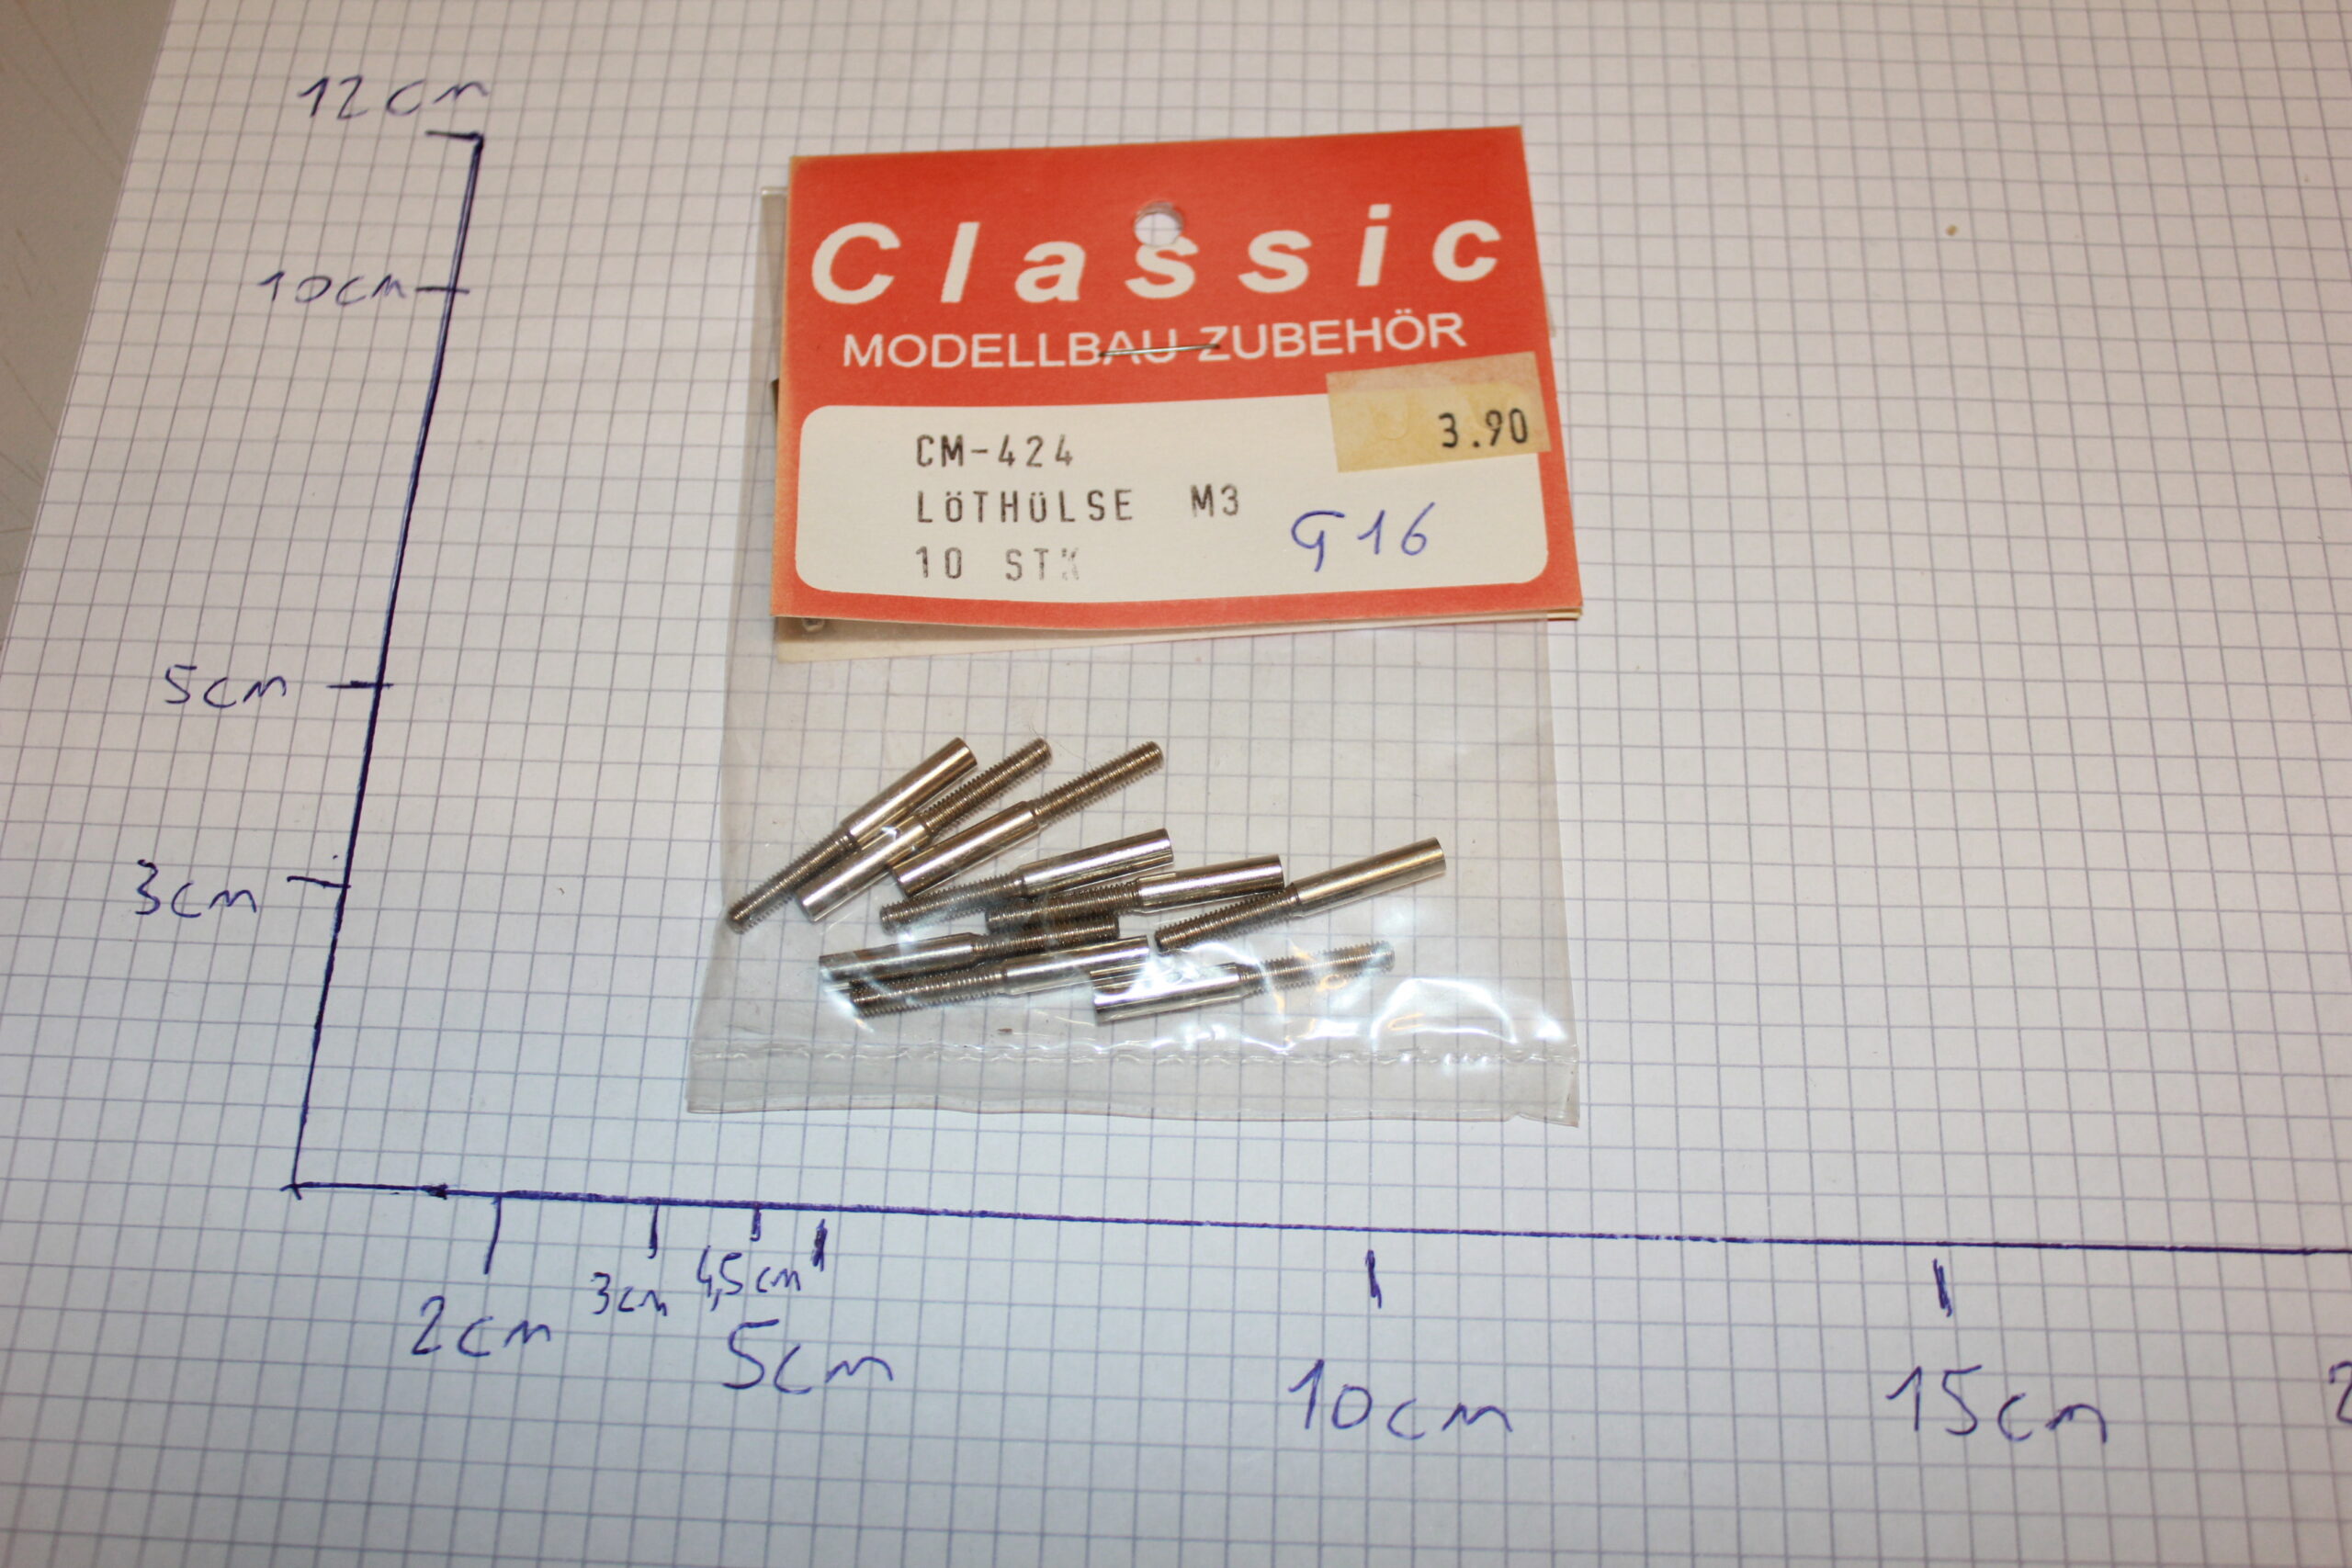 12cm
10cm
5cm
3cm
Classic
MODELLBAU-ZUBEHÖR
3.90
CM-424
LÖTHÜLSE M3
G16
10 STK
2cm
3cm
4,5cm
5cm
10cm
15cm
2